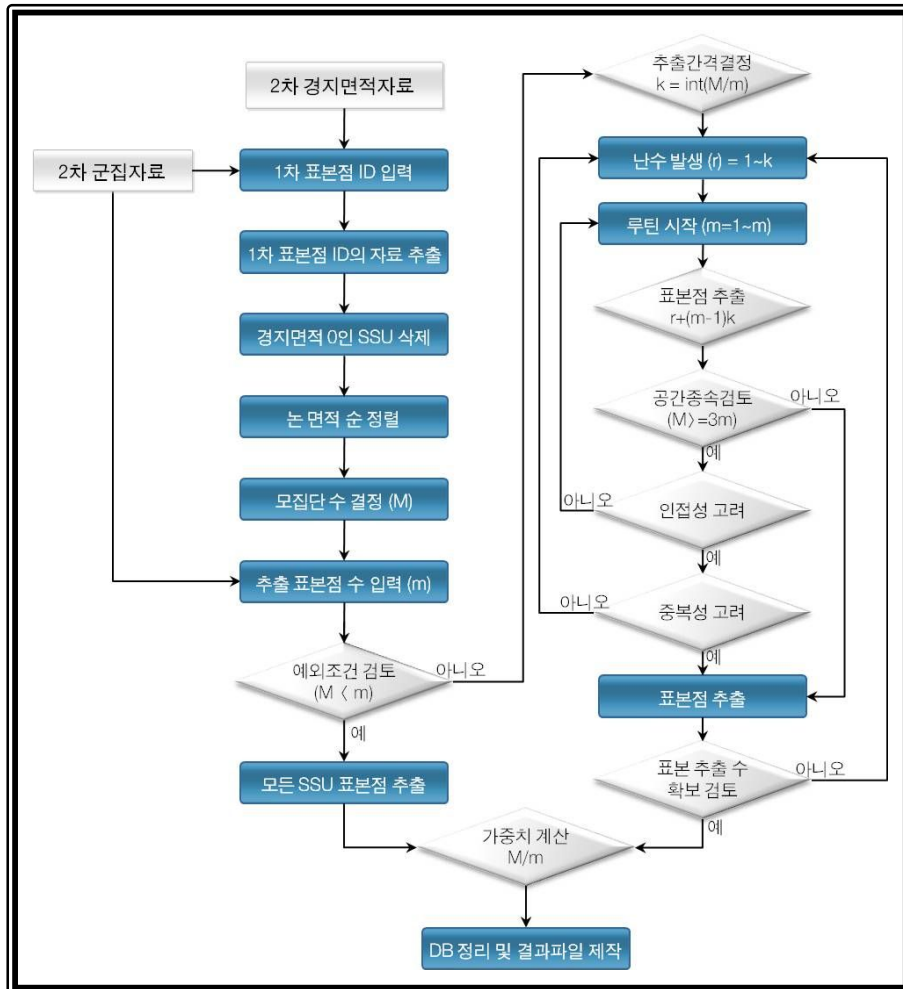 2차 경지면적자료
2차 군집자료
1차 표본점 ID 입력
1차 표본점 ID의 자료 추출
경지면적 0인 SSU 삭제
논 면적 순 정렬
모집단 수 결정 (M)
추출 표본점 수 입력 (m)
예외조건 검토
(M < m)
아니오
예
모든 SSU 표본점 추출
추출간격결정
k = int(M/m)
난수 발생 (r) = 1~k
루틴 시작 (m=1~m)
표본점 추출
r+(m-1)k
공간종속검토
(M>=3m)
아니오
예
인접성 고려
아니오
예
중복성 고려
아니오
예
표본점 추출
표본 추출 수
확보 검토
아니오
예
가중치 계산
M/m
DB 정리 및 결과파일 제작